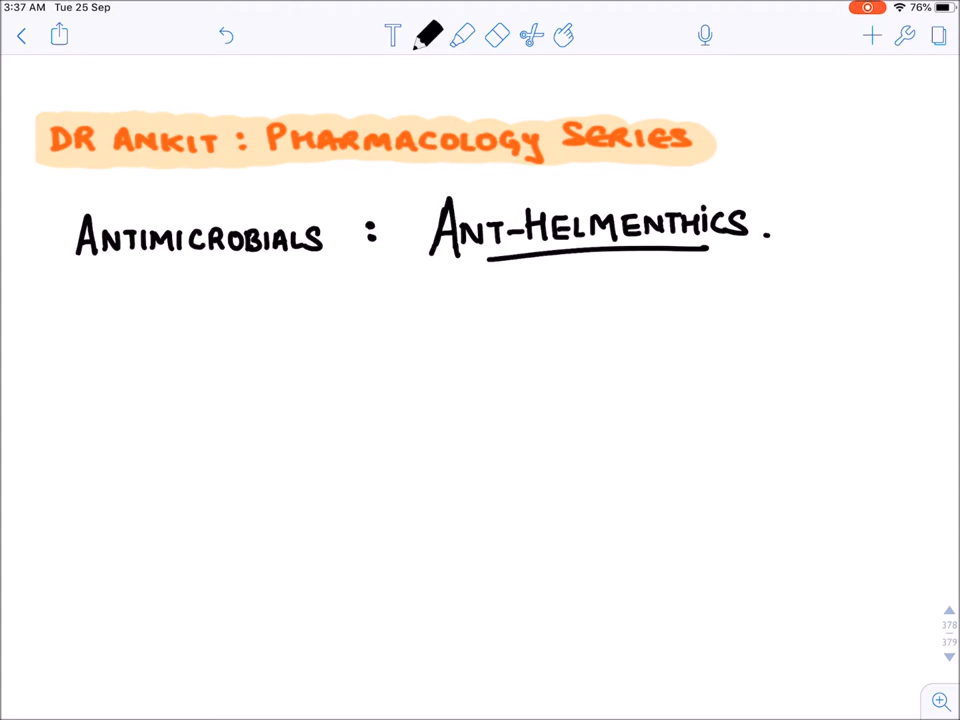 3:37 AM Tue 25 Sep 76%
T
DR ANKIT : PHARMACOLOGY SERIES
ANTIMICROBIALS : ANT-HELMENTHICS.
378
379